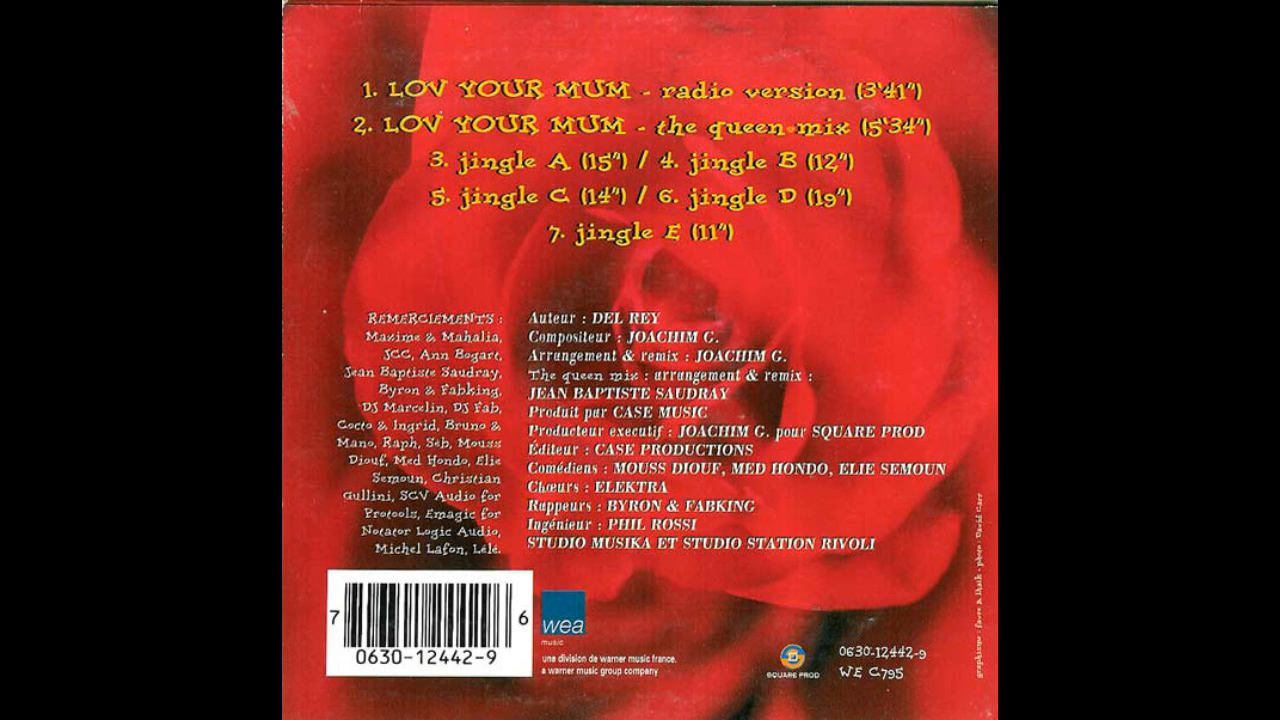 1. LOV YOUR MUM - radio version (3'41")
2. LOV YOUR MUM - the queen mix (5'34")
3. jingle A (15") / 4. jingle B (12")
5. jingle C (14") / 6. jingle D (19")
7. jingle E (11")
REMERCIEMENTS :
Maxime & Mahalia,
JCC, Ann Bogart,
Jean Baptiste Saudray,
Byron & Fabking,
DJ Marcelin, DJ Fab,
Cocto & Ingrid, Bruno &
Mano, Raph, Seb, Mouss
Diouf, Med Hondo, Elie
Semoun, Christian
Gullini, SCV Audio for
Protools, Emagic for
Notator Logic Audio,
Michel Lafon, Lélé.
Auteur : DEL REY
Compositeur : JOACHIM G.
Arrangement & remix : JOACHIM G.
The queen mix : arrangement & remix :
JEAN BAPTISTE SAUDRAY
Produit par CASE MUSIC
Producteur executif : JOACHIM G. pour SQUARE PROD
Éditeur : CASE PRODUCTIONS
Comédiens : MOUSS DIOUF, MED HONDO, ELIE SEMOUN
Chœurs : ELEKTRA
Rappeurs : BYRON & FABKING
Ingénieur : PHIL ROSSI
STUDIO MUSIKA ET STUDIO STATION RIVOLI
7 6
0630-12442-9
wea
music
une division de warner music france.
a warner music group company
SQUARE PROD
0630-12442-9
WE C795
graphisme : - photo : David Carr